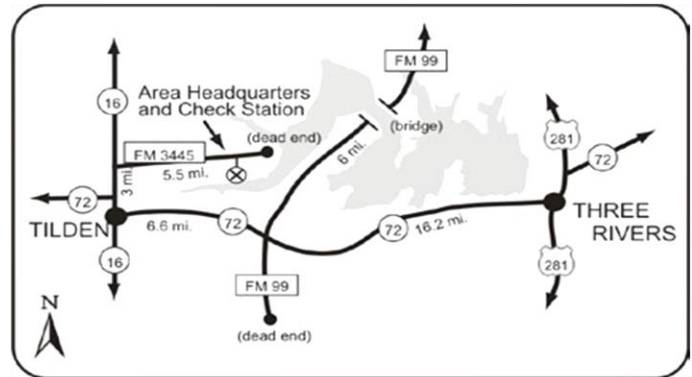 FM 99
16
Area Headquarters
and Check Station
(dead end)
(bridge)
FM 3445
5.5 mi.
3 mi.
6 mi.
281
72
72
TILDEN
6.6 mi.
72
72
16.2 mi.
THREE
RIVERS
16
281
FM 99
(dead end)
N